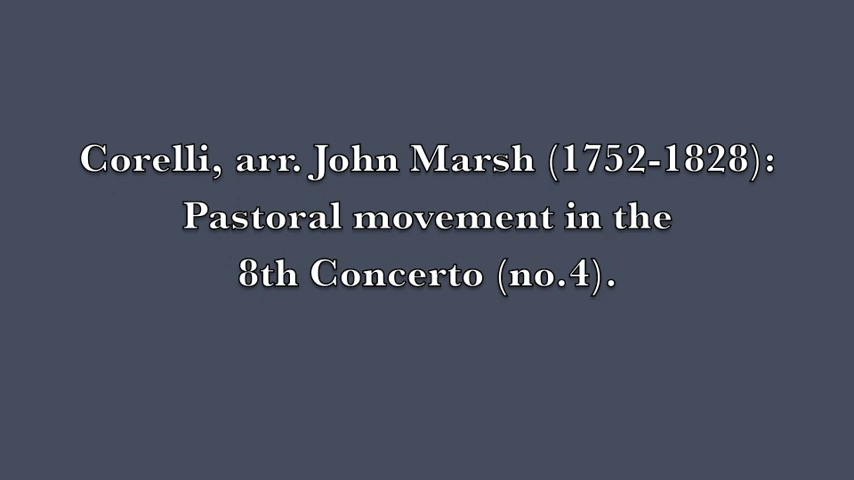 Corelli, arr. John Marsh (1752-1828):
Pastoral movement in the
8th Concerto (no.4).